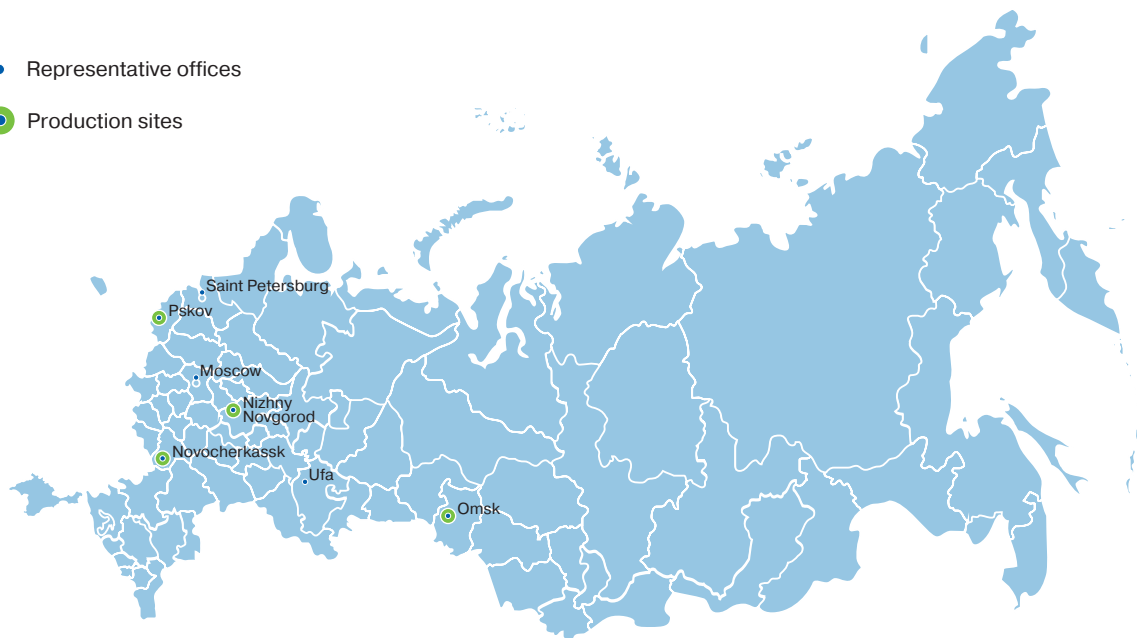 Representative offices
Production sites
Saint Petersburg
Pskov
Moscow
Nizhny
Novgorod
Novocherkassk
Ufa
Omsk